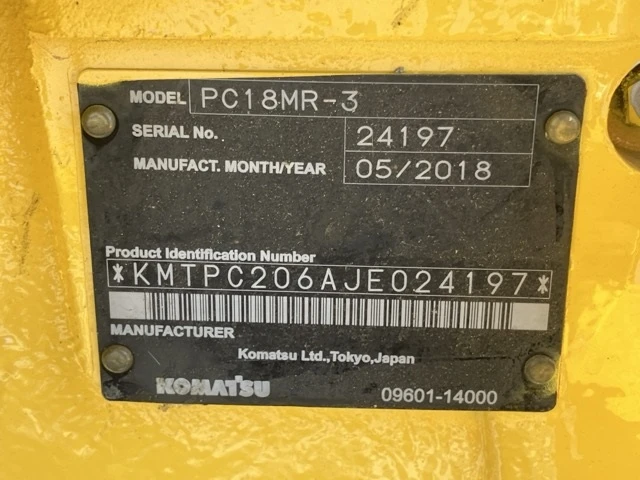 MODEL PC18MR-3
SERIAL No. 24197
MANUFACT. MONTH/YEAR 05/2018
Product Identification Number
*KMTPC206AJE024197*
MANUFACTURER
Komatsu Ltd.,Tokyo,Japan
KOMATSU 09601-14000